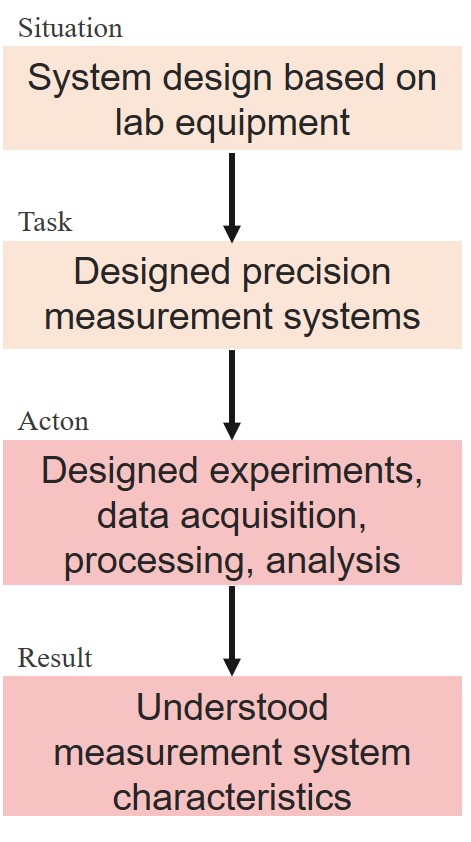 Situation
System design based on
lab equipment
Task
Designed precision
measurement systems
Acton
Designed experiments,
data acquisition,
processing, analysis
Result
Understood
measurement system
characteristics